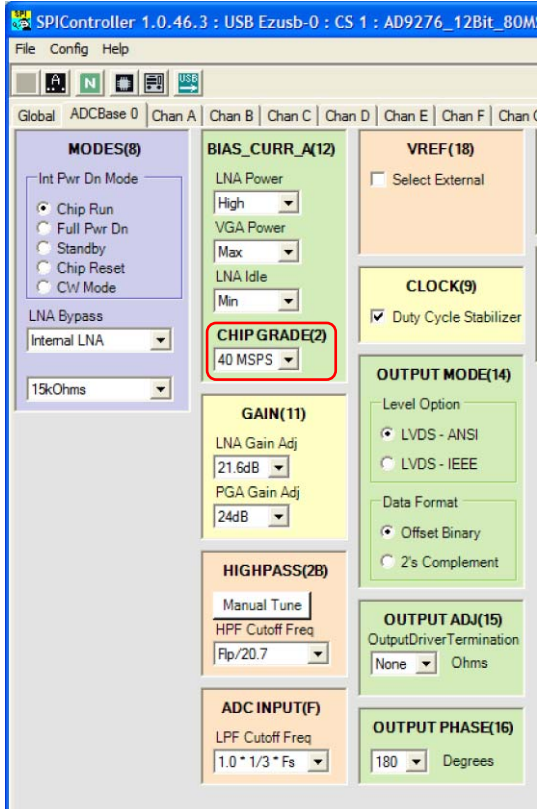 SPIController 1.0.46.3 : USB Ezusb-0 : CS 1 : AD9276_12Bit_80M
File Config Help
A N USB
Global ADCBase 0 Chan A Chan B Chan C Chan D Chan E Chan F Chan
MODES(8)
Int Pwr Dn Mode
Chip Run
Full Pwr Dn
Standby
Chip Reset
CW Mode
LNA Bypass
Internal LNA
15kOhms
BIAS_CURR_A(12)
LNA Power
High
VGA Power
Max
LNA Idle
Min
CHIP GRADE(2)
40 MSPS
GAIN(11)
LNA Gain Adj
21.6dB
PGA Gain Adj
24dB
HIGHPASS(2B)
Manual Tune
HPF Cutoff Freq
Flp/20.7
ADC INPUT(F)
LPF Cutoff Freq
1.0 * 1/3 * Fs
VREF(18)
Select External
CLOCK(9)
Duty Cycle Stabilizer
OUTPUT MODE(14)
Level Option
LVDS - ANSI
LVDS - IEEE
Data Format
Offset Binary
2's Complement
OUTPUT ADJ(15)
OutputDriverTermination
None Ohms
OUTPUT PHASE(16)
180 Degrees